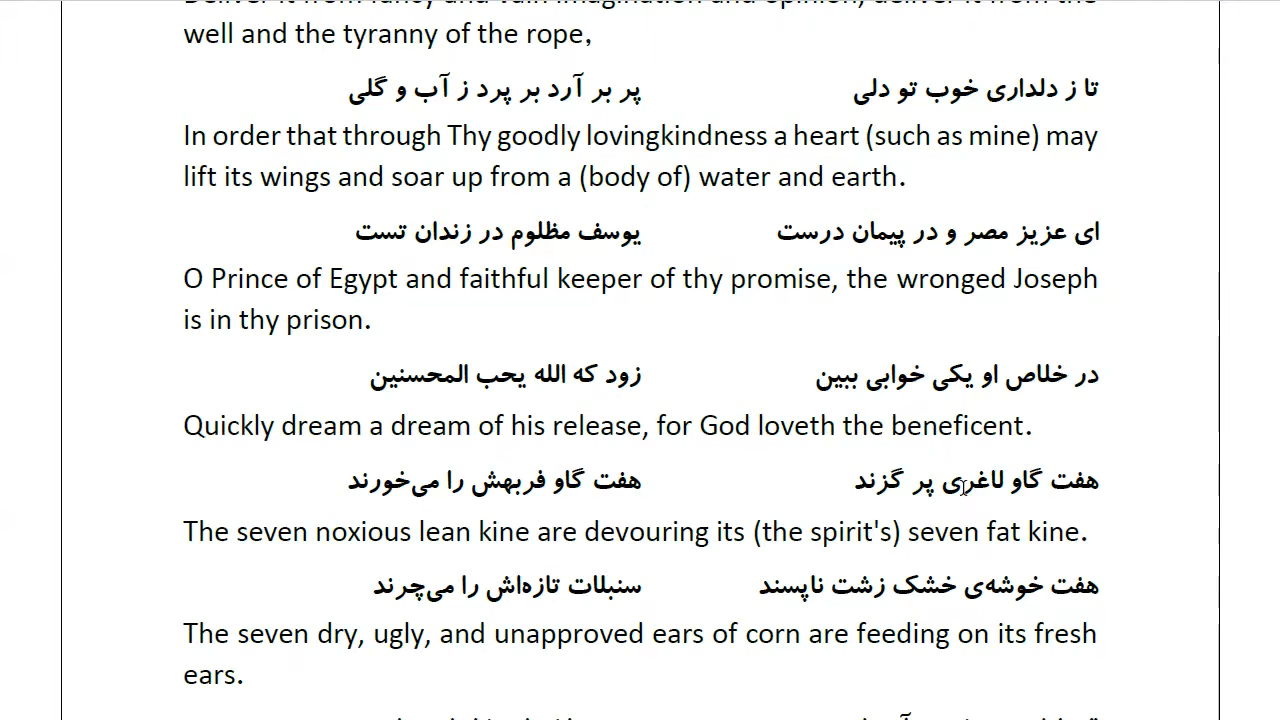 well and the tyranny of the rope,
تا ز دلداری خوب تو دلی پر بر آرد بر پرد ز آب و گلی
In order that through Thy goodly lovingkindness a heart (such as mine) may
lift its wings and soar up from a (body of) water and earth.
ای عزیز مصر و در پیمان درست یوسف مظلوم در زندان تست
O Prince of Egypt and faithful keeper of thy promise, the wronged Joseph
is in thy prison.
در خلاص او یکی خوابی ببین زود که الله یحب المحسنین
Quickly dream a dream of his release, for God loveth the beneficent.
هفت گاو لاغری پر گزند هفت گاو فربهش را می‌خورند
The seven noxious lean kine are devouring its (the spirit's) seven fat kine.
هفت خوشه‌ی خشک زشت ناپسند سنبلات تازه‌اش را می‌چرند
The seven dry, ugly, and unapproved ears of corn are feeding on its fresh
ears.